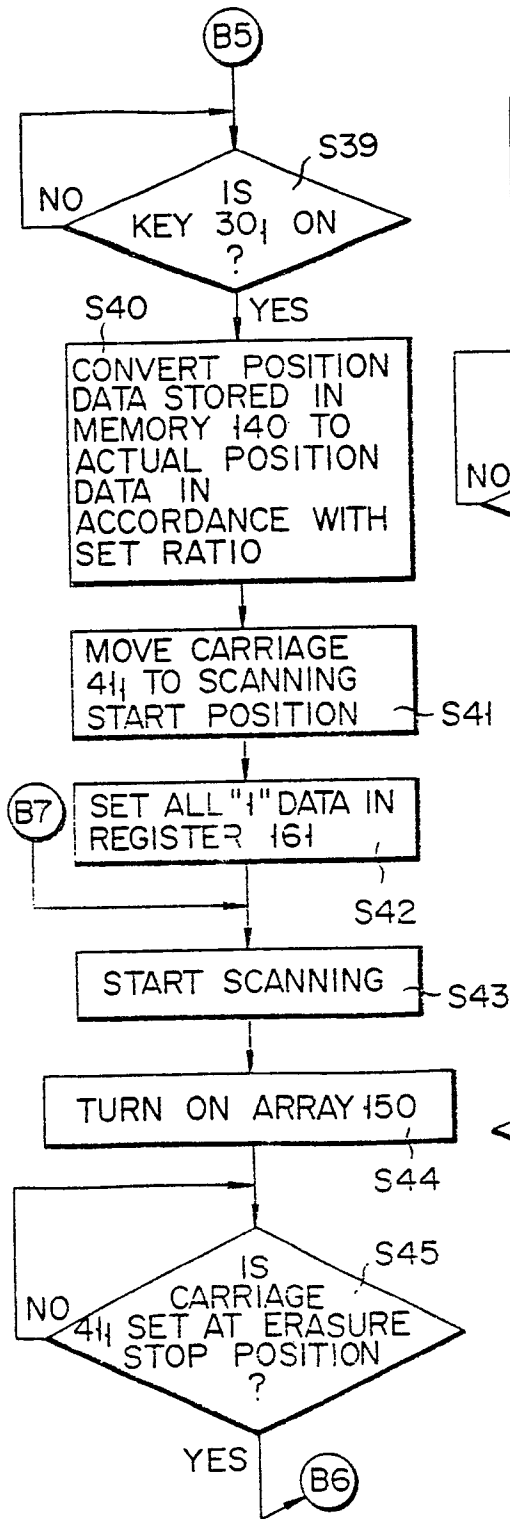 B5
S39
NO
IS
KEY 30₁ ON
?
YES
S40
CONVERT POSITION
DATA STORED IN
MEMORY 140 TO
ACTUAL POSITION
DATA IN
ACCORDANCE WITH
SET RATIO
NO
MOVE CARRIAGE
41₁ TO SCANNING
START POSITION
S41
B7
SET ALL "1" DATA IN
REGISTER 161
S42
START SCANNING
S43
TURN ON ARRAY 150
S44
S45
IS
CARRIAGE
NO
41₁ SET AT ERASURE
STOP POSITION
?
YES
B6